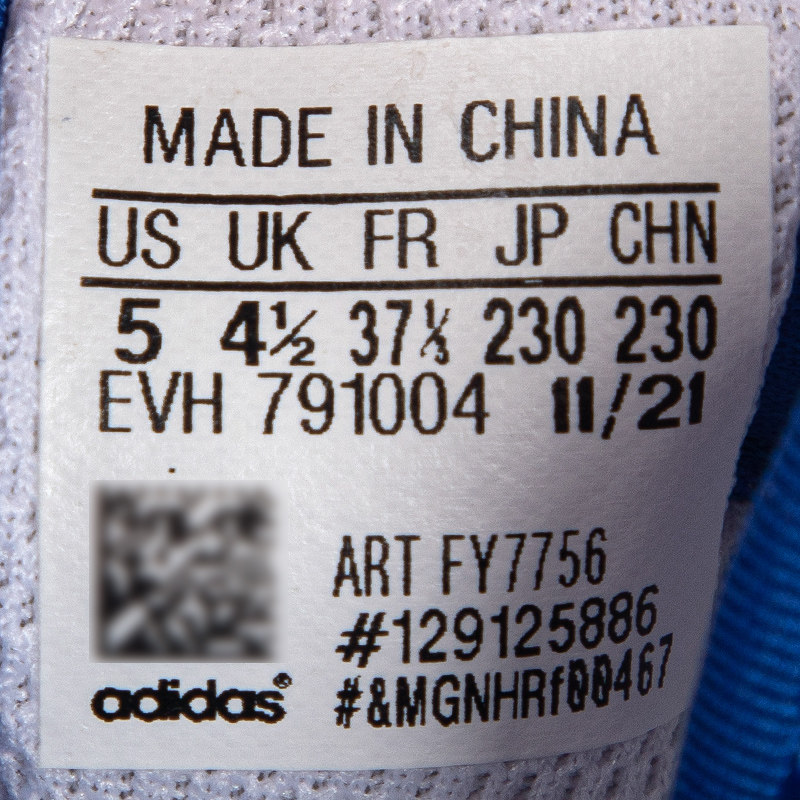 MADE IN CHINA
US UK FR JP CHN
5 4½ 37⅓ 230 230
EVH 791004 11/21
ART FY7756
#129125886
#&MGNHRf00467
adidas®